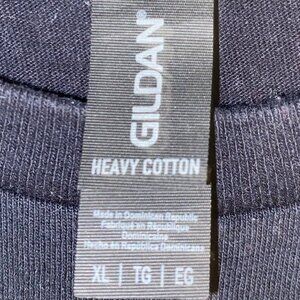 GILDAN®
HEAVY COTTON
Made in Dominican Republic
Fabriqué en République
Dominicaine
Hecho en República Dominicana
XL | TG | EG